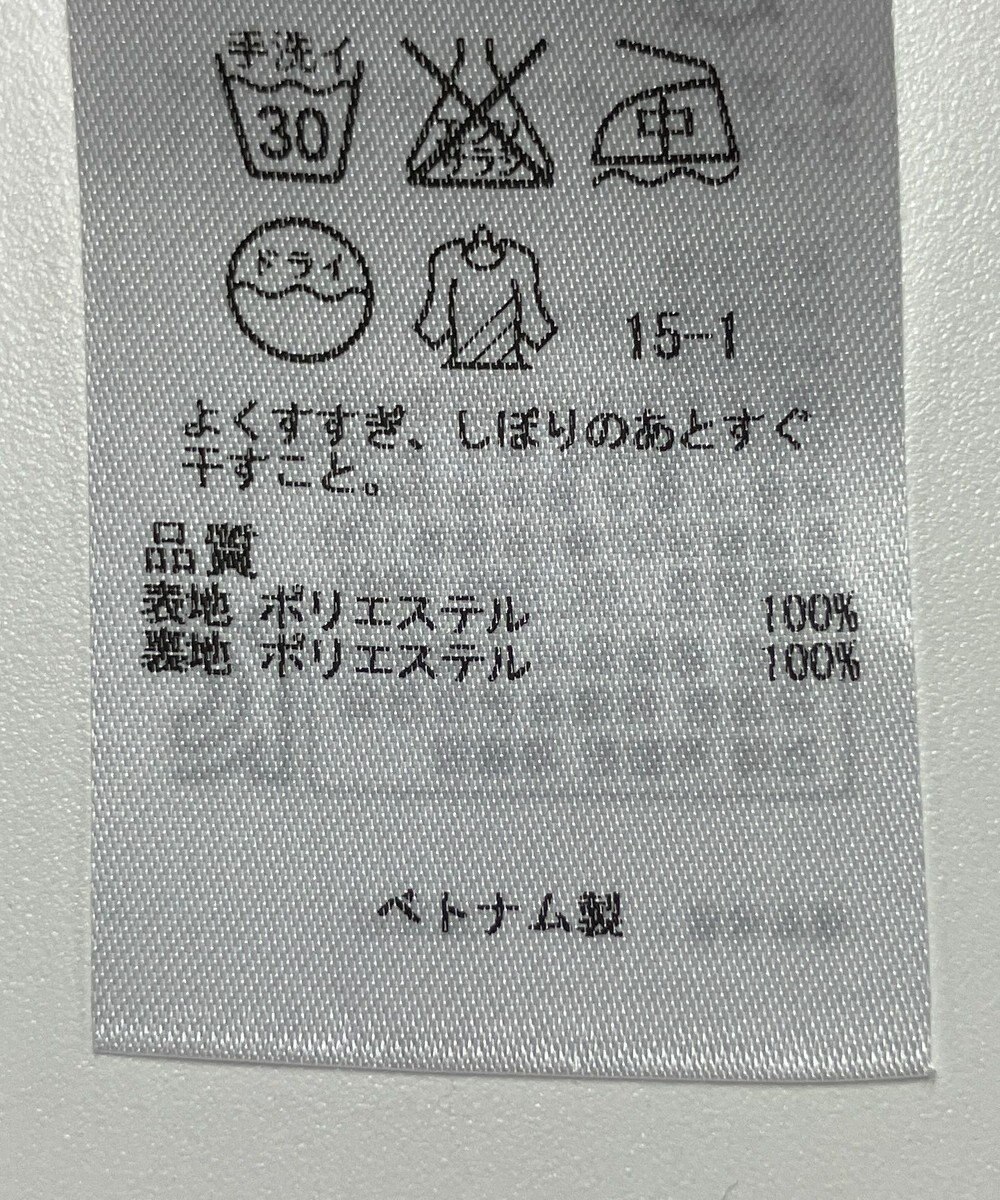 手洗イ
30
エンソ
サラシ
中
ドライ
15-1
よくすすぎ、しぼりのあとすぐ
干すこと。
品質
表地 ポリエステル 100%
裏地 ポリエステル 100%
ベトナム製